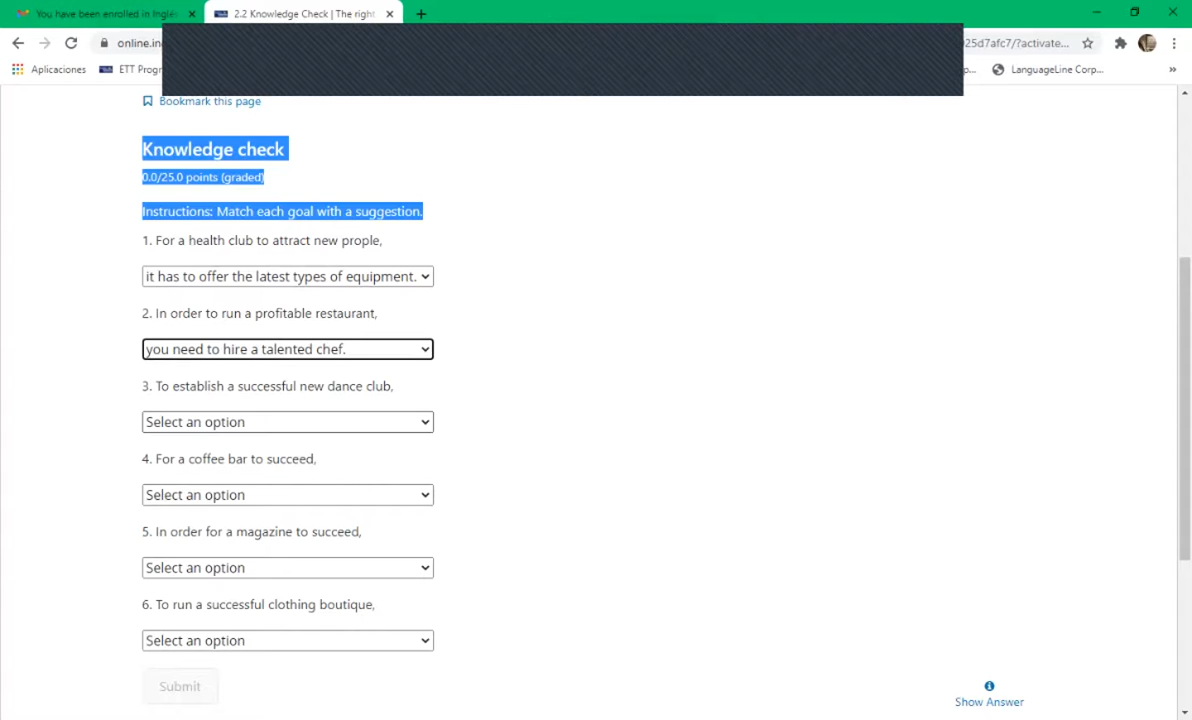 You have been enrolled in Inglés
2.2 Knowledge Check | The right
online.in
25d7afc7/?activate...
Aplicaciones
ETT Progr
p...
LanguageLine Corp...
»
Bookmark this page
Knowledge check
0.0/25.0 points (graded)
Instructions: Match each goal with a suggestion.
1. For a health club to attract new prople,
it has to offer the latest types of equipment.
2. In order to run a profitable restaurant,
you need to hire a talented chef.
3. To establish a successful new dance club,
Select an option
4. For a coffee bar to succeed,
Select an option
5. In order for a magazine to succeed,
Select an option
6. To run a successful clothing boutique,
Select an option
Submit
Show Answer